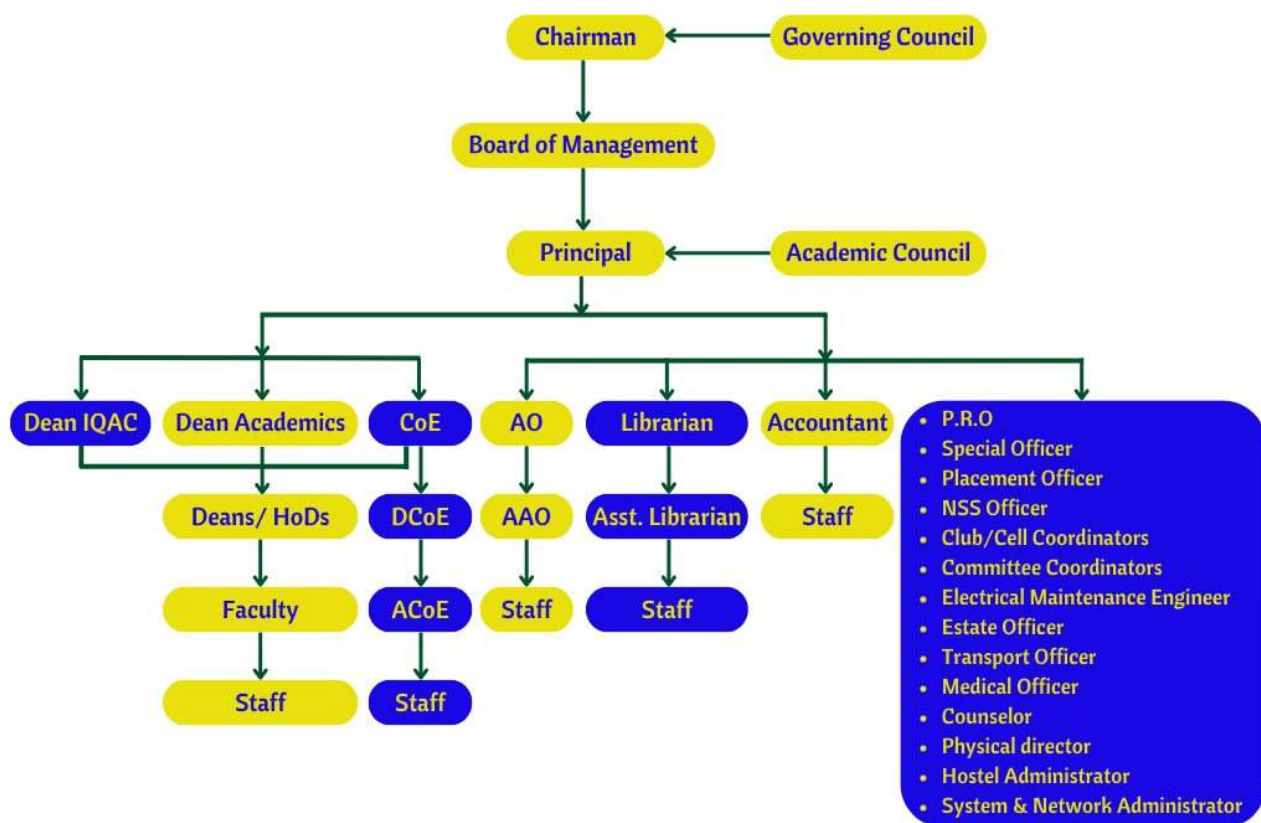 Chairman
Governing Council
Board of Management
Principal
Academic Council
Dean IQAC
Dean Academics
CoE
AO
Librarian
Accountant
Deans/ HoDs
DCoE
AAO
Asst. Librarian
Staff
Faculty
ACoE
Staff
Staff
Staff
Staff
• P.R.O
• Special Officer
• Placement Officer
• NSS Officer
• Club/Cell Coordinators
• Committee Coordinators
• Electrical Maintenance Engineer
• Estate Officer
• Transport Officer
• Medical Officer
• Counselor
• Physical director
• Hostel Administrator
• System & Network Administrator